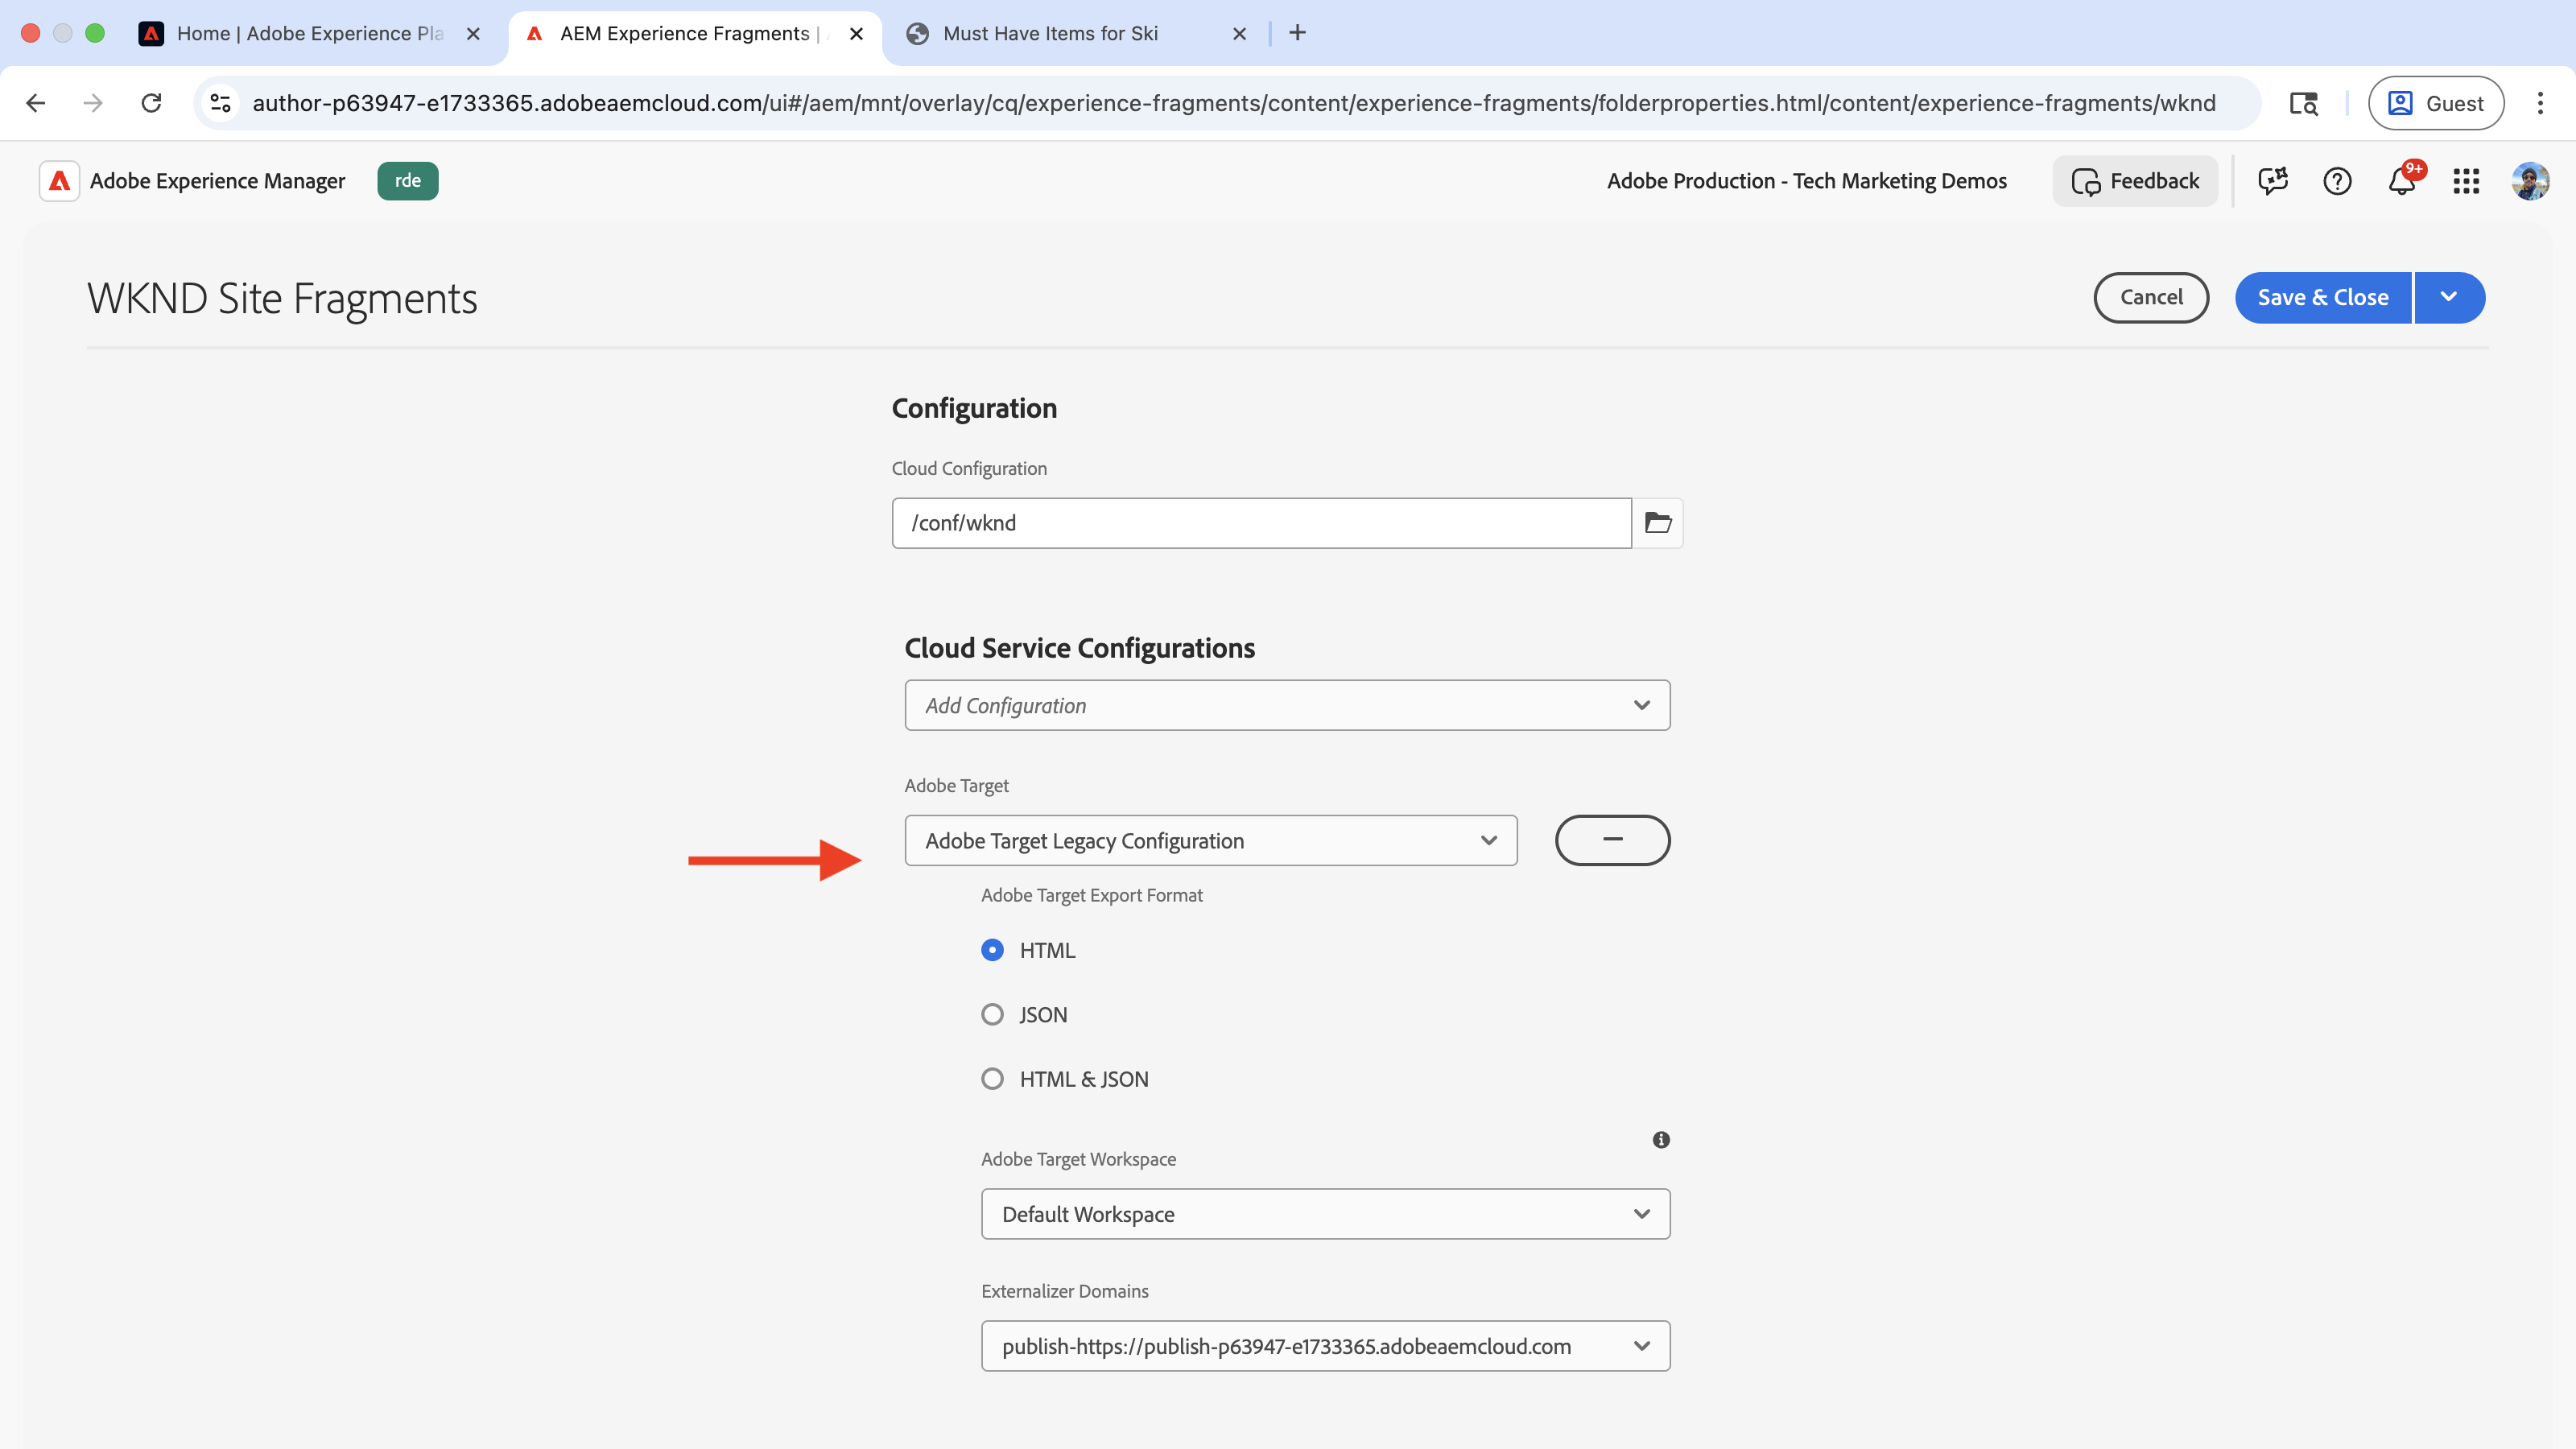 Home | Adobe Experience Pla
AEM Experience Fragments |
Must Have Items for Ski
author-p63947-e1733365.adobeaemcloud.com/ui#/aem/mnt/overlay/cq/experience-fragments/content/experience-fragments/folderproperties.html/content/experience-fragments/wknd
Guest
Adobe Experience Manager
rde
Adobe Production - Tech Marketing Demos
Feedback
9+
WKND Site Fragments
Cancel
Save & Close
Configuration
Cloud Configuration
/conf/wknd
Cloud Service Configurations
Add Configuration
Adobe Target
Adobe Target Legacy Configuration
Adobe Target Export Format
HTML
JSON
HTML & JSON
Adobe Target Workspace
Default Workspace
Externalizer Domains
publish-https://publish-p63947-e1733365.adobeaemcloud.com